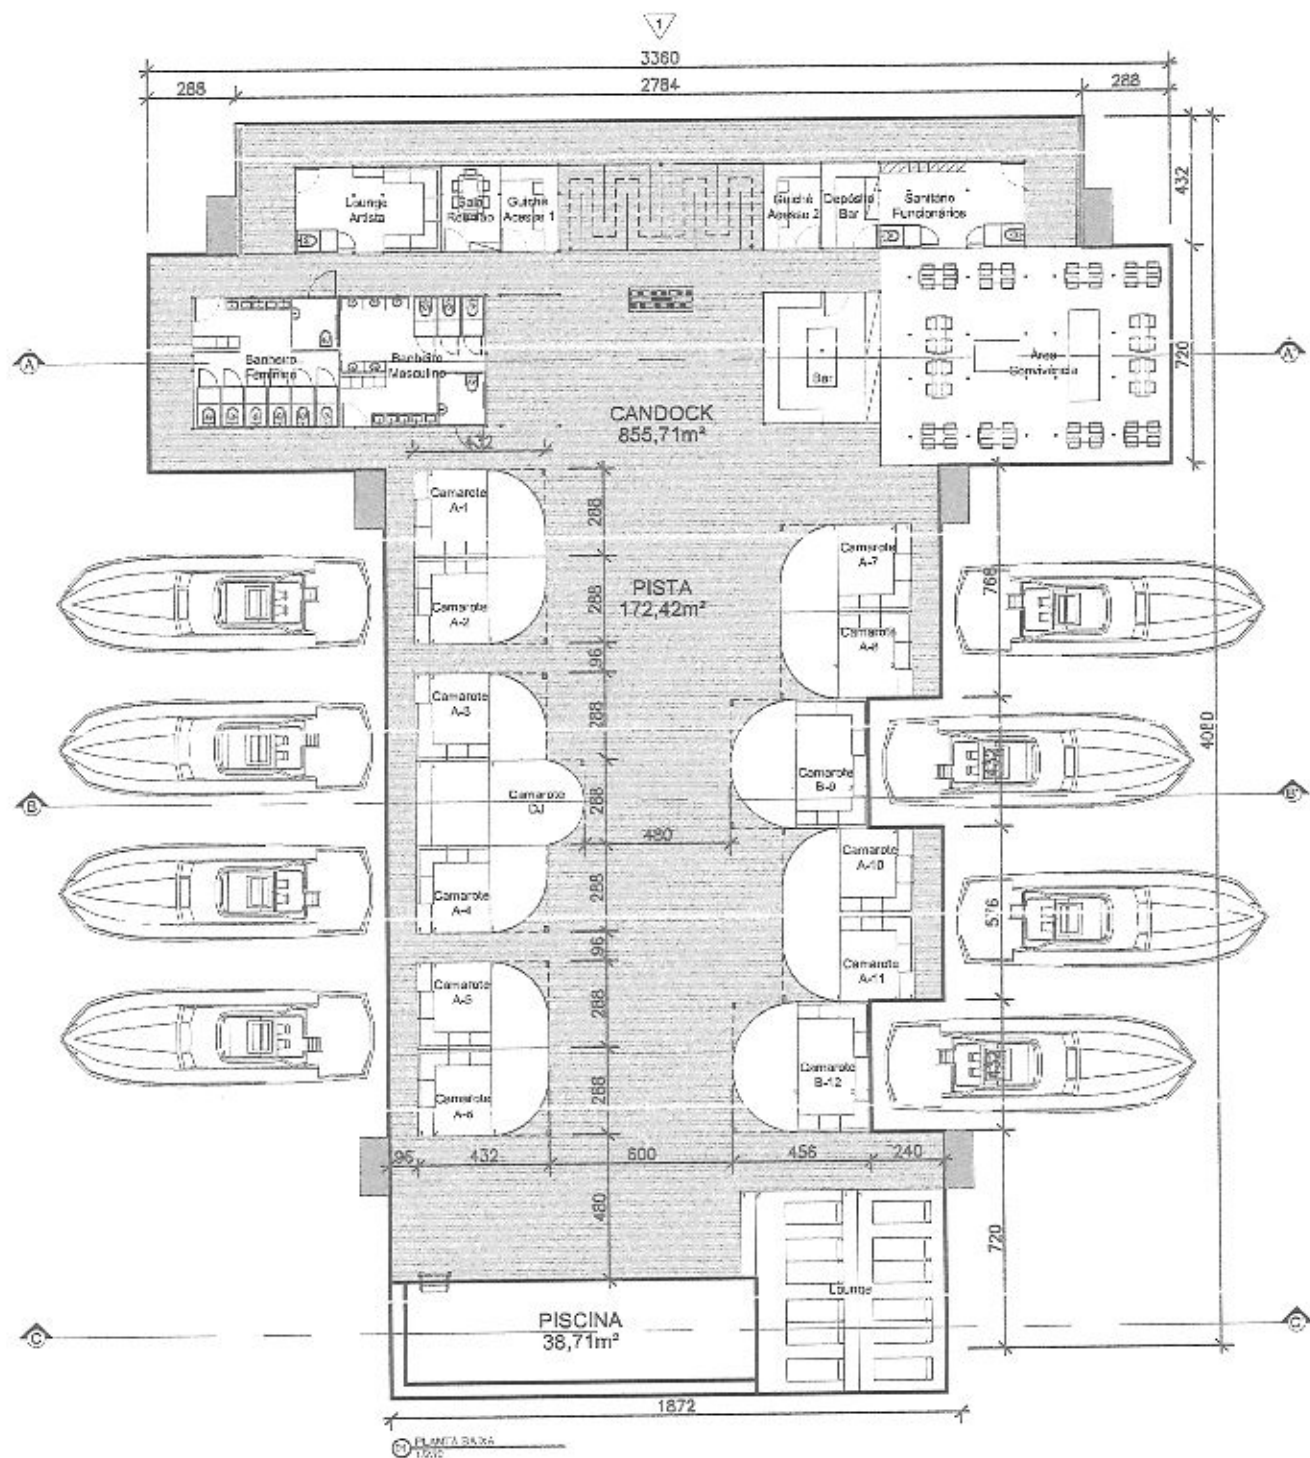 1
3360
288
2784
288
432
Lounge
Artista
Sala
Reunião
Guichê
Acesso 1
Guichê
Acesso 2
Depósito
Bar
Sanitário
Funcionários
A
Banheiro
Feminino
Banheiro
Masculino
Bar
Área
Convivência
720
A'
CANDOCK
855,71m²
432
Camarote
A-1
288
PISTA
172,42m²
288
Camarote
A-2
96
Camarote
A-7
768
Camarote
A-8
Camarote
A-3
288
4080
B
Camarote
DJ
288
Camarote
B-9
432
B'
480
Camarote
A-4
288
96
Camarote
A-10
576
Camarote
A-11
Camarote
A-5
288
Camarote
A-6
288
Camarote
B-12
432
96
432
600
456
240
480
720
Lounge
C
PISCINA
38,71m²
C'
1872
01
PLANTA BAIXA